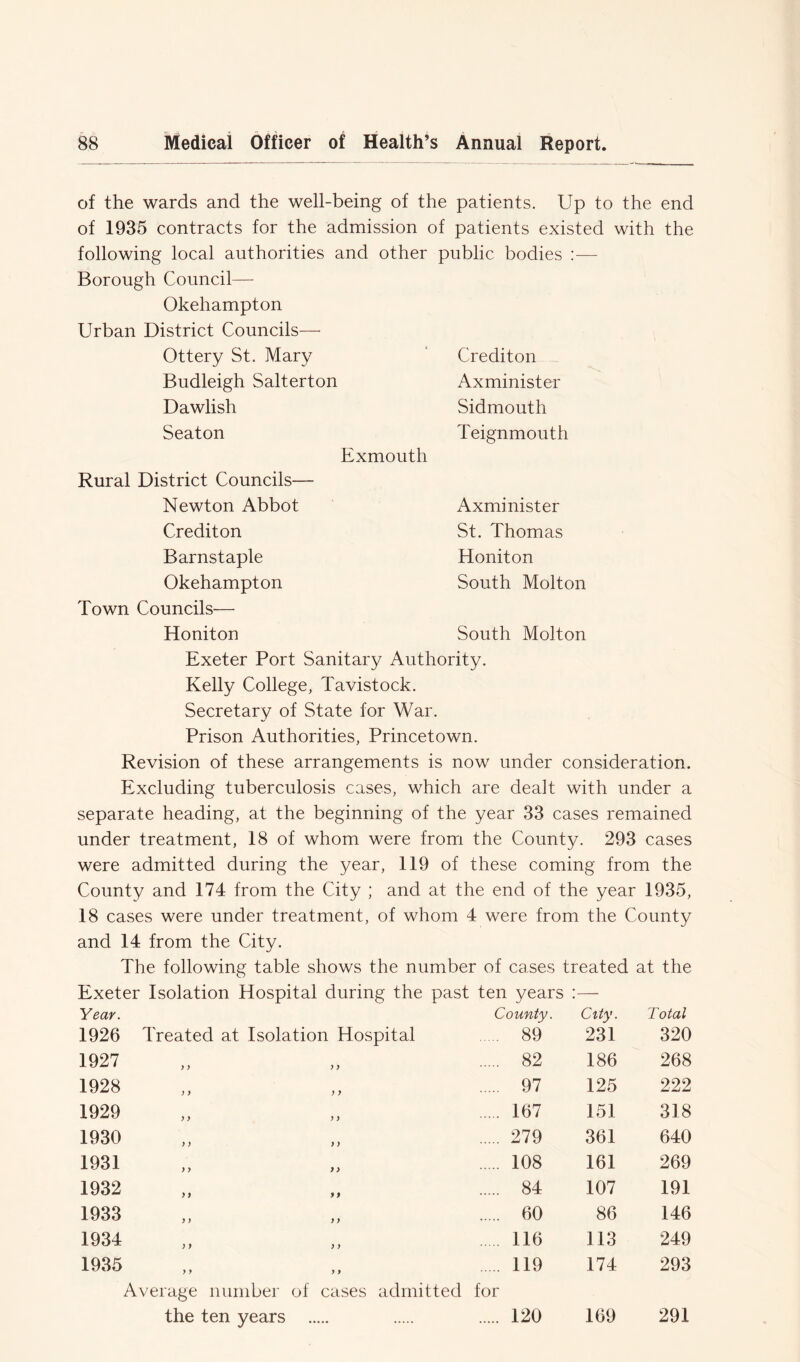 88 Medical Officer of Health's Annual Report.
of the wards and the well-being of the patients. Up to the end
of 1935 contracts for the admission of patients existed with the
following local authorities and other public bodies :—
Borough Council—
Okehampton
Urban District Councils—
Ottery St. Mary Crediton
Budleigh Salterton Axminister
Dawlish Sidmouth
Seaton Teignmouth
Exmouth
Rural District Councils—
Newton Abbot Axminister
Crediton St. Thomas
Barnstaple Honiton
Okehampton South Molton
Town Councils—
Honiton South Molton
Exeter Port Sanitary Authority.
Kelly College, Tavistock.
Secretary of State for War.
Prison Authorities, Princetown.
Revision of these arrangements is now under consideration.
Excluding tuberculosis cases, which are dealt with under a
separate heading, at the beginning of the year 33 cases remained
under treatment, 18 of whom were from the County. 293 cases
were admitted during the year, 119 of these coming from the
County and 174 from the City ; and at the end of the year 1935,
18 cases were under treatment, of whom 4 were from the County
and 14 from the City.
The following table shows the number of cases treated at the
Exeter Isolation Hospital during the past ten years :—
Year. County. City. Total
1926 Treated at Isolation Hospital ..... 89 231 320
1927 ,, ,, ..... 82 186 268
1928 ,, ,, ..... 97 125 222
1929 ,, ,, ..... 167 151 318
1930 ,, ,, ..... 279 361 640
1931 ,, ,, ..... 108 161 269
1932 ,, ,, ..... 84 107 191
1933 ,, ,, ..... 60 86 146
1934 ,, ,, ..... 116 113 249
1935 ,, ,, ..... 119 174 293
Average number of cases admitted for
the ten years ..... ..... ..... 120 169 291